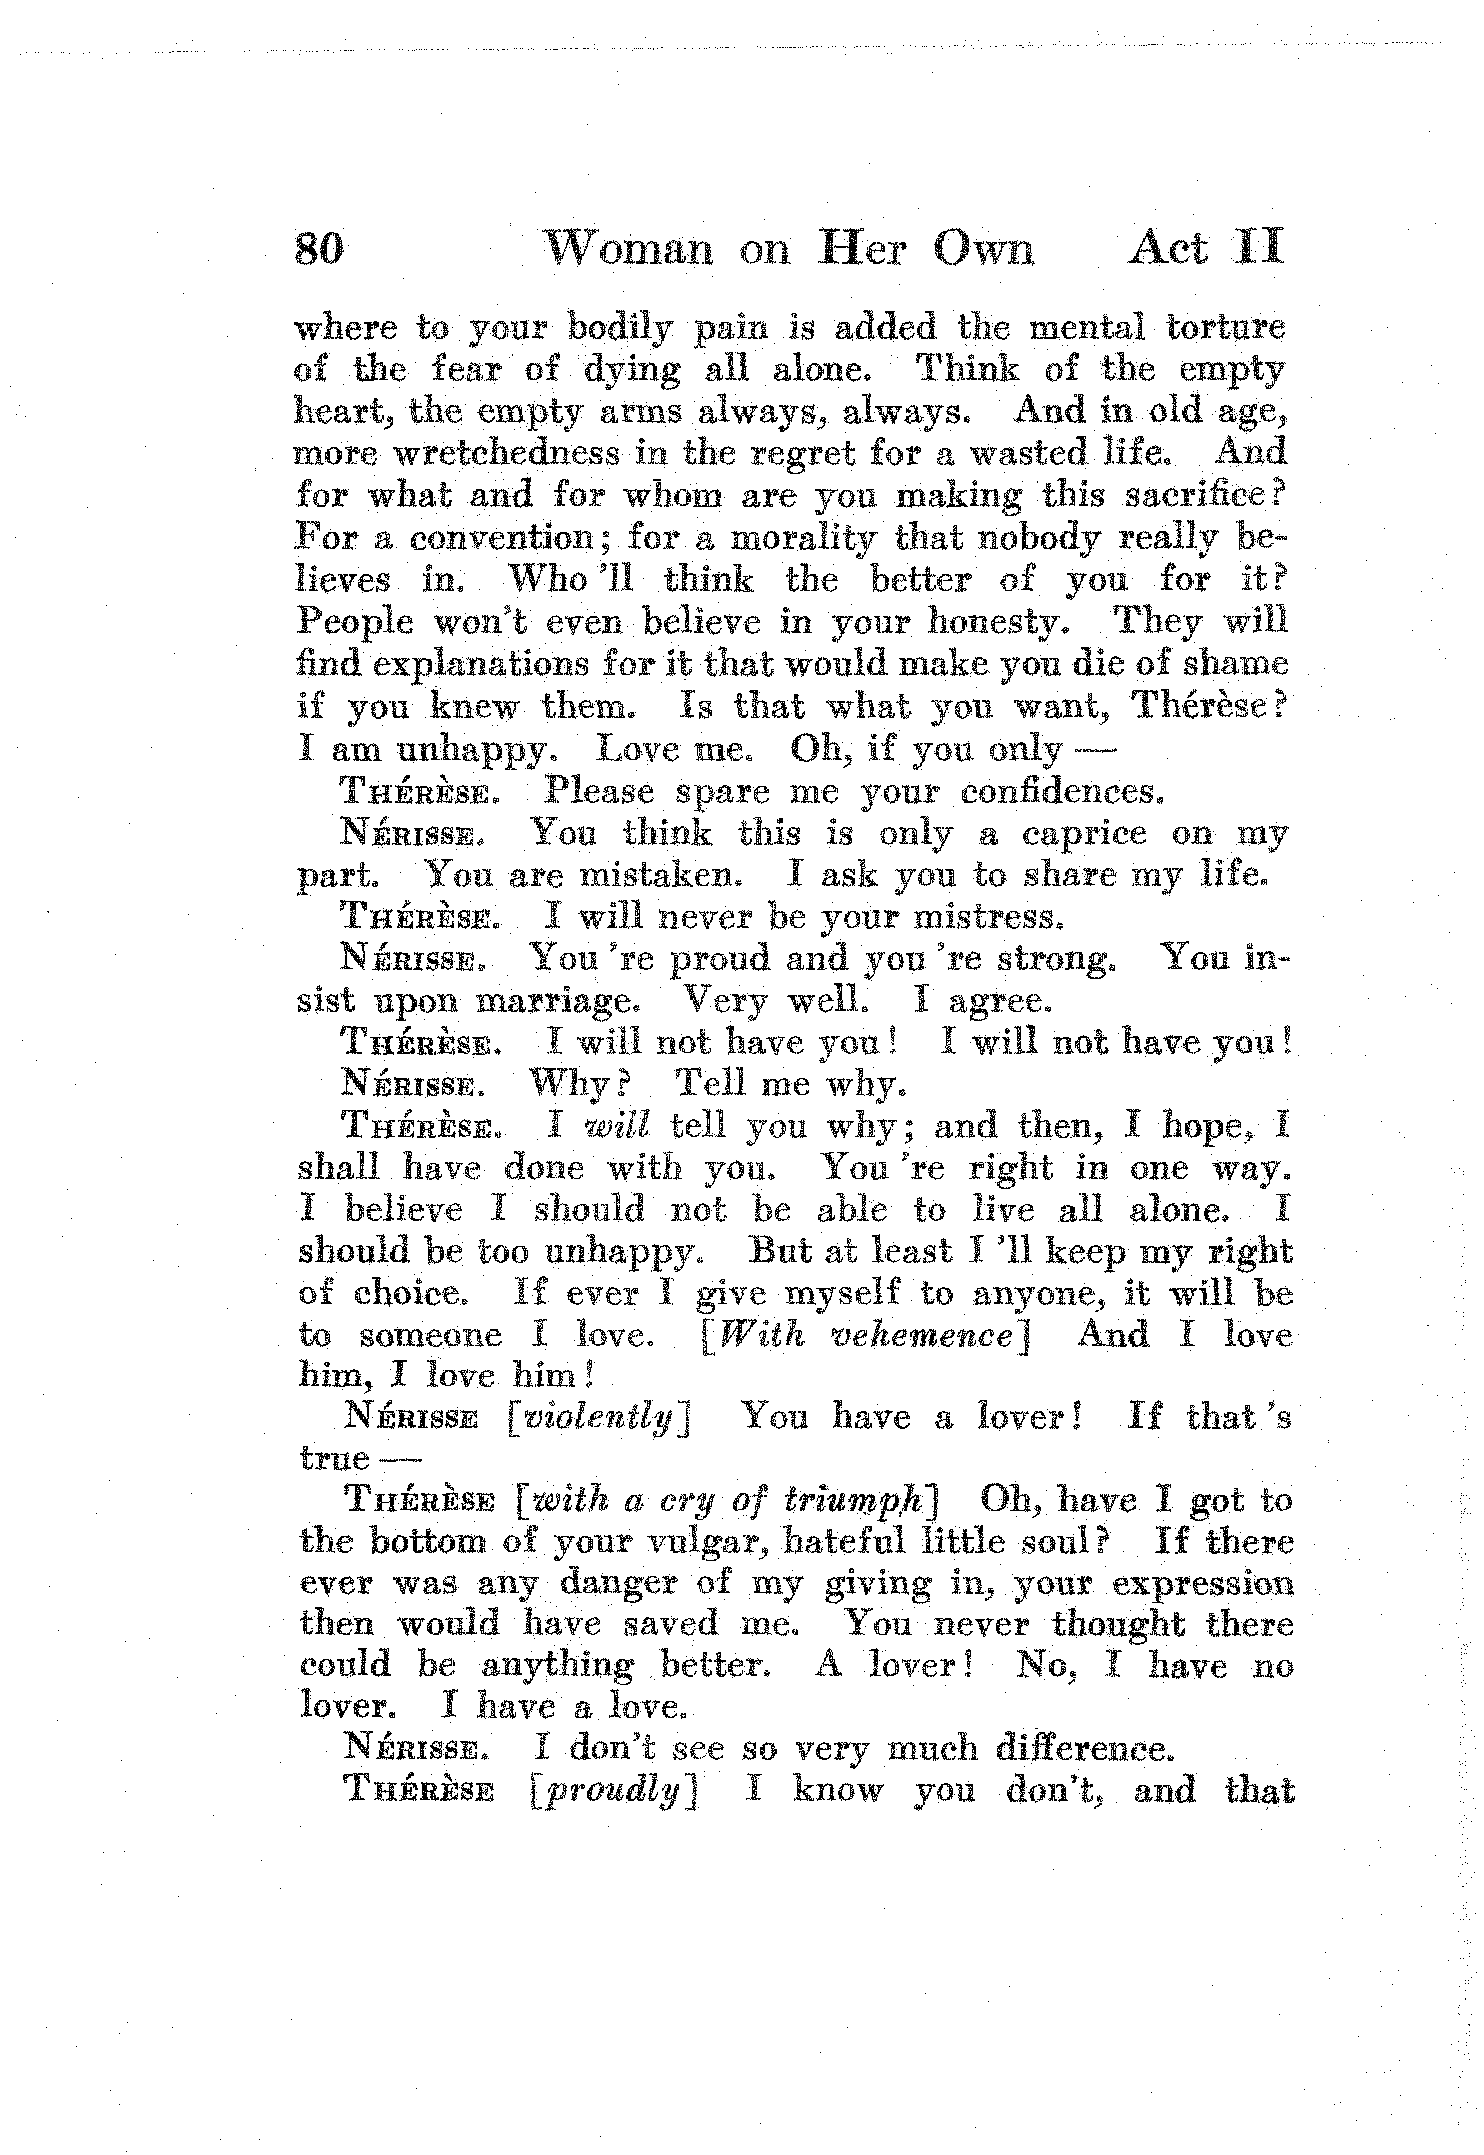 80 Woman on Her Own Act II
where to your bodily pain is added the mental torture
of the fear of dying all alone. Think of the empty
heart, the empty arms always, always. And in old age,
more wretchedness in the regret for a wasted life. And
for what and for whom are you making this sacrifice?
For a convention; for a morality that nobody really be-
lieves in. Who 'll think the better of you for it?
People won't even believe in your honesty. They will
find explanations for it that would make you die of shame
if you knew them. Is that what you want, Thérèse?
I am unhappy. Love me. Oh, if you only —
THÉRÈSE. Please spare me your confidences.
NÉRISSE. You think this is only a caprice on my
part. You are mistaken. I ask you to share my life.
THÉRÈSE. I will never be your mistress.
NÉRISSE. You 're proud and you 're strong. You in-
sist upon marriage. Very well. I agree.
THÉRÈSE. I will not have you! I will not have you!
NÉRISSE. Why? Tell me why.
THÉRÈSE. I will tell you why; and then, I hope, I
shall have done with you. You 're right in one way.
I believe I should not be able to live all alone. I
should be too unhappy. But at least I 'll keep my right
of choice. If ever I give myself to anyone, it will be
to someone I love. [With vehemence] And I love
him, I love him!
NÉRISSE [violently] You have a lover! If that 's
true —
THÉRÈSE [with a cry of triumph] Oh, have I got to
the bottom of your vulgar, hateful little soul? If there
ever was any danger of my giving in, your expression
then would have saved me. You never thought there
could be anything better. A lover! No, I have no
lover. I have a love.
NÉRISSE. I don't see so very much difference.
THÉRÈSE [proudly] I know you don't, and that